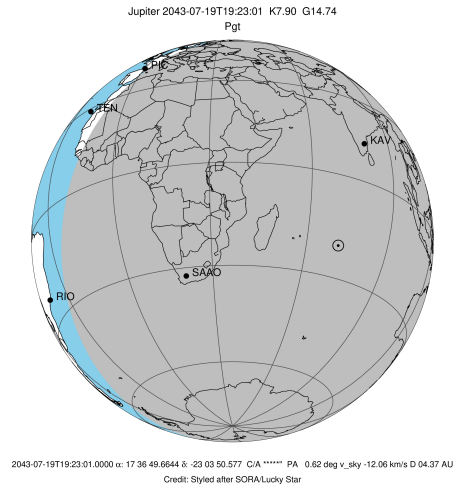 Jupiter 2043-07-19T19:23:01 K7.90 G14.74
Pgt
PIC
TEN
KAV
SAAO
RIO
2043-07-19T19:23:01.0000 α: 17 36 49.6644 δ: -23 03 50.577 C/A *****" PA 0.62 deg v_sky -12.06 km/s D 04.37 AU
Credit: Styled after SORA/Lucky Star